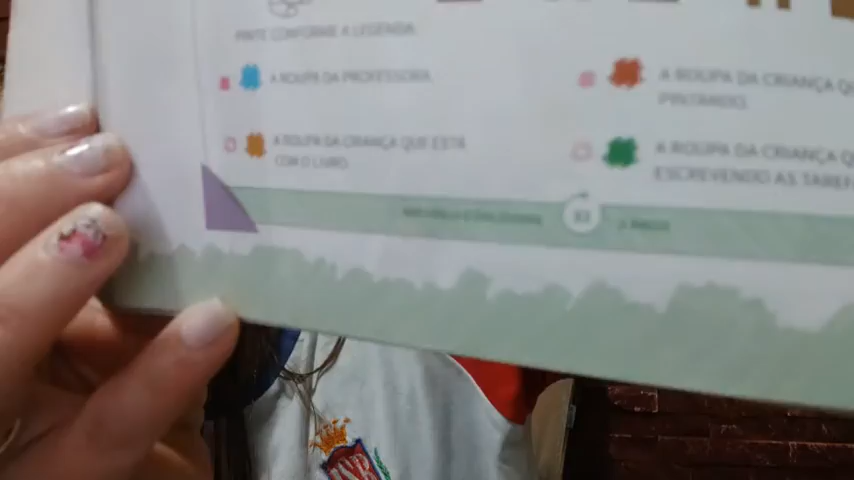 PINTE CONFORME A LEGENDA.
A ROUPA DA PROFESSORA.
A ROUPA DA CRIANÇA QUE ESTÁ
COM O LIVRO.
A ROUPA DA CRIANÇA QU
PINTANDO.
A ROUPA DA CRIANÇA Q
ESCREVENDO AS TAREF